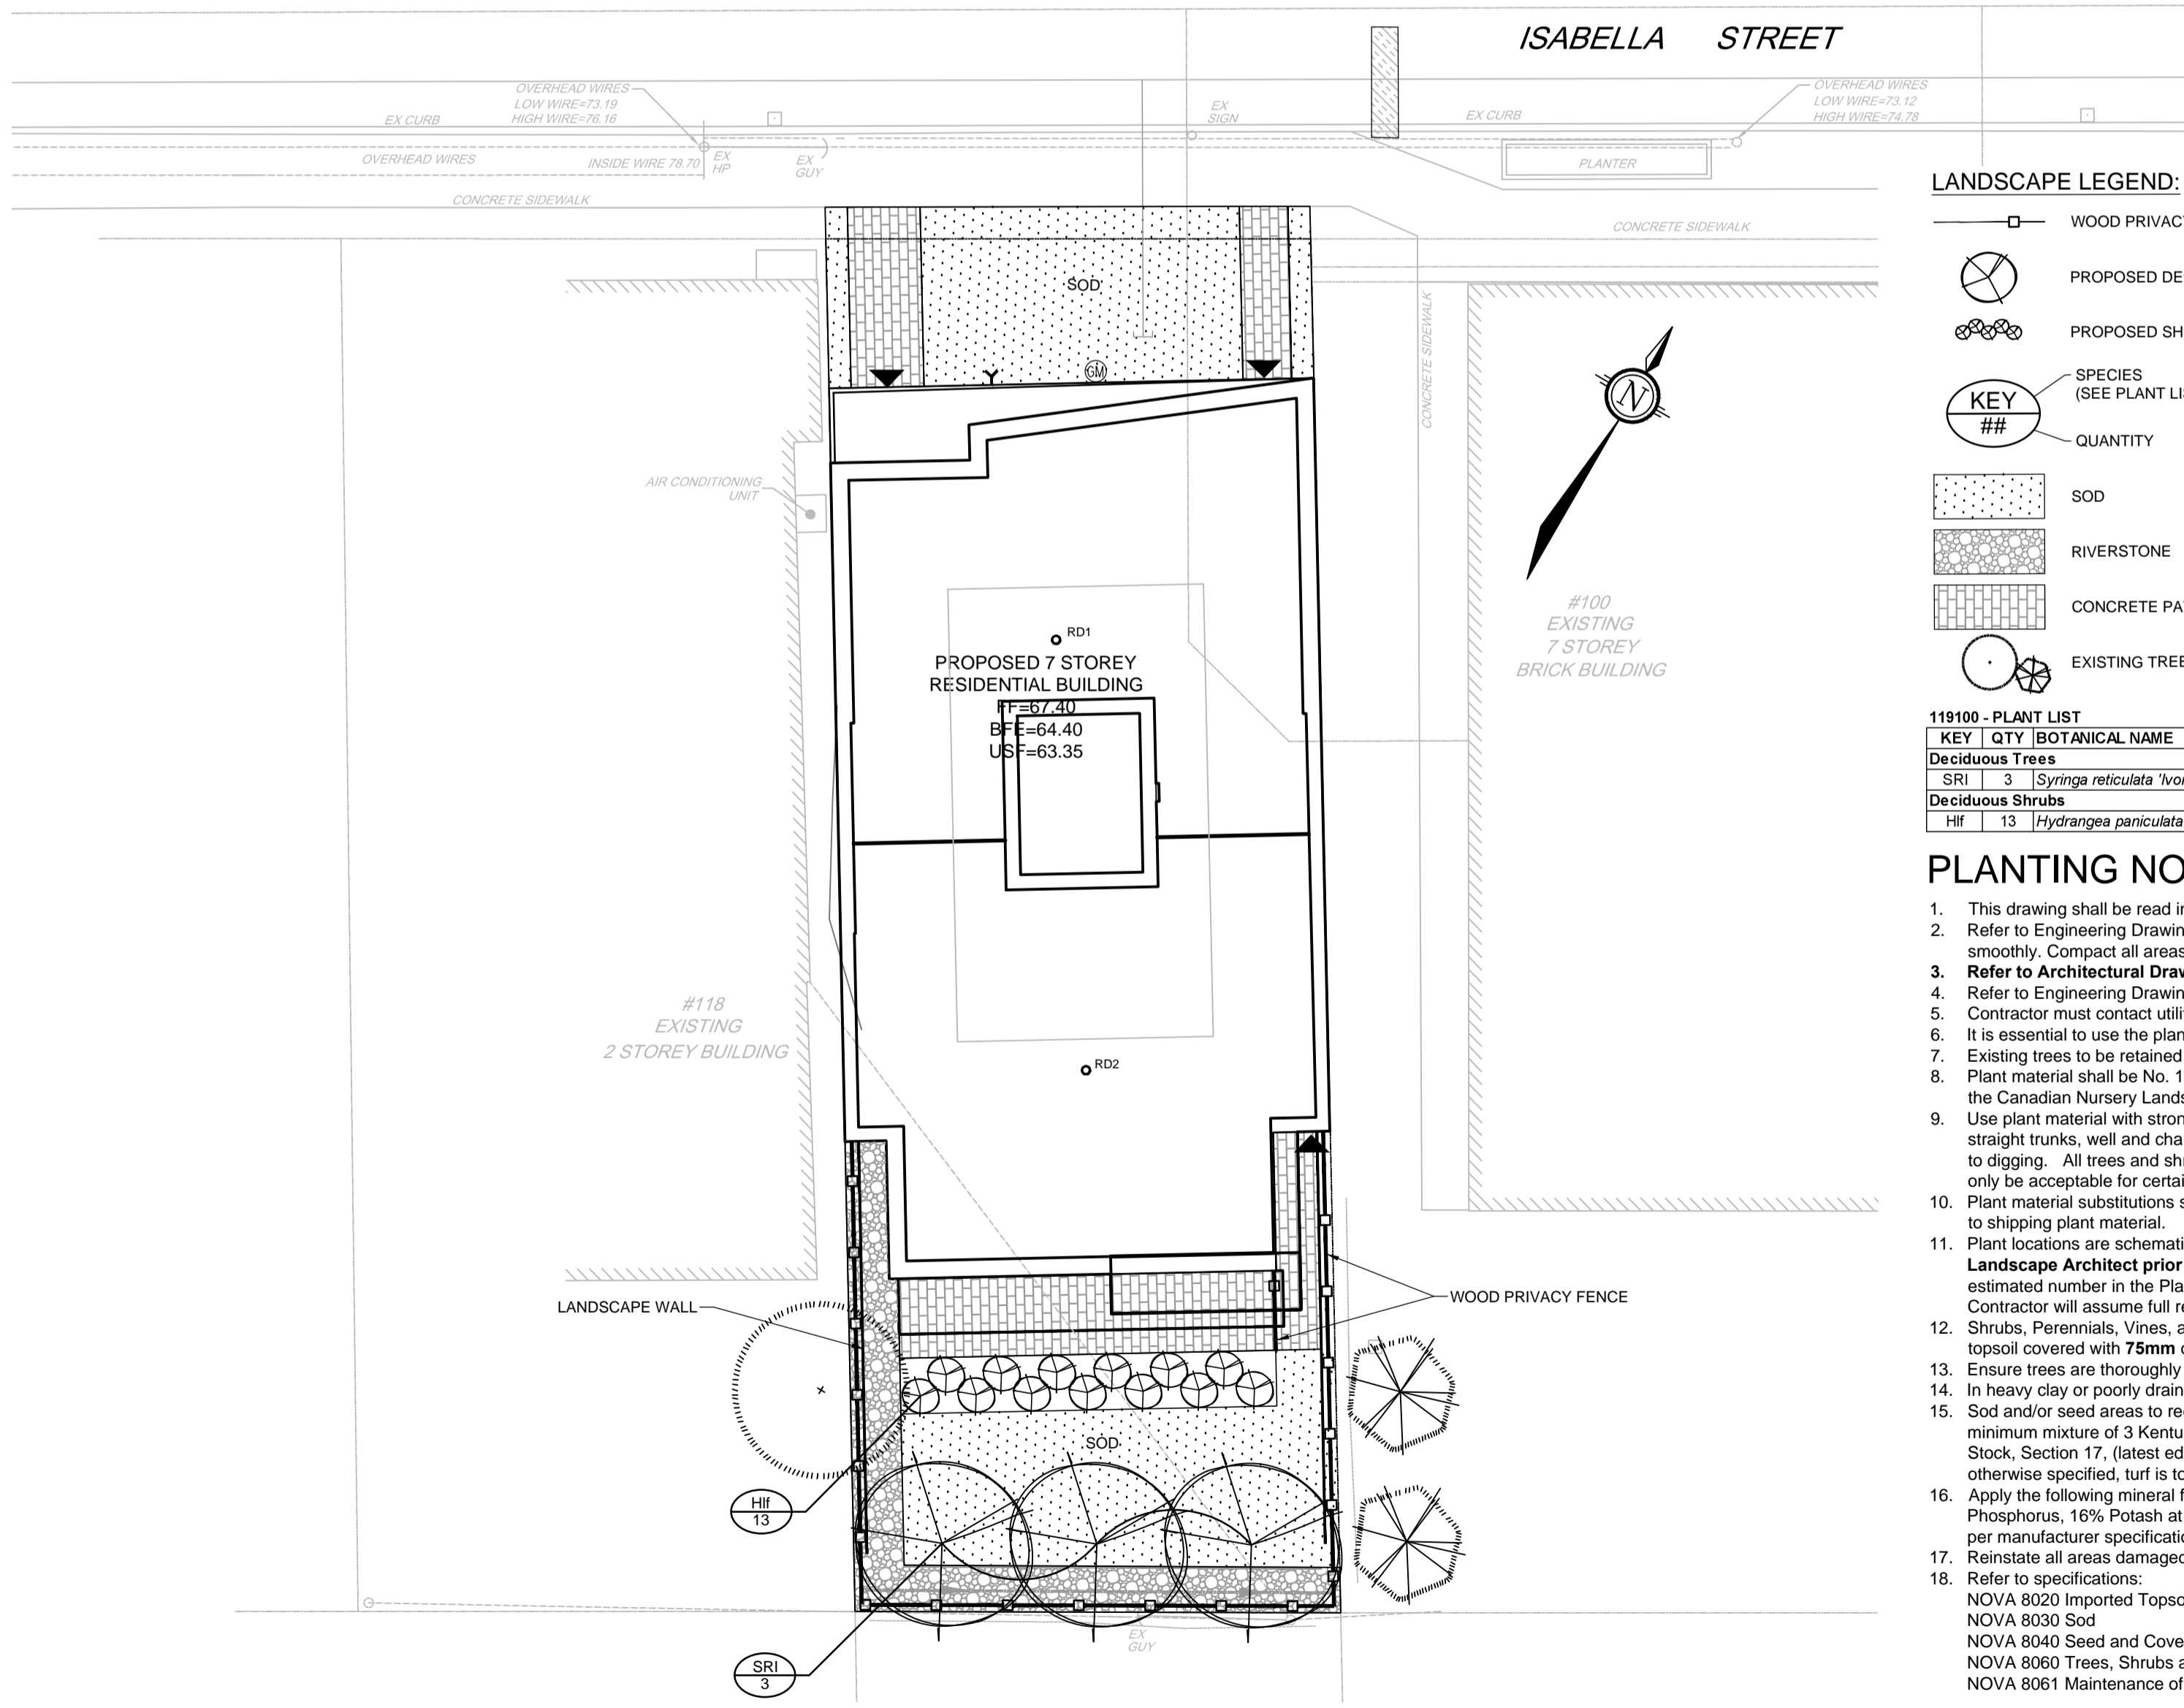 ISABELLA STREET
OVERHEAD WIRES
LOW WIRE=73.19
HIGH WIRE=76.16
EX CURB
EX
SIGN
EX CURB
OVERHEAD WIRES
LOW WIRE=73.12
HIGH WIRE=74.78
OVERHEAD WIRES
INSIDE WIRE 78.70
EX
HP
EX
GUY
PLANTER
CONCRETE SIDEWALK
CONCRETE SIDEWALK
SOD
GM
CONCRETE SIDEWALK
N
AIR CONDITIONING
UNIT
RD1
PROPOSED 7 STOREY
RESIDENTIAL BUILDING
FF=67.40
BFE=64.40
USF=63.35
#100
EXISTING
7 STOREY
BRICK BUILDING
#118
EXISTING
2 STOREY BUILDING
RD2
LANDSCAPE WALL
WOOD PRIVACY FENCE
SOD
Hlf
13
SRI
3
EX
GUY
LANDSCAPE LEGEND:
WOOD PRIVAC
PROPOSED DE
PROPOSED SH
KEY
##
SPECIES
(SEE PLANT LI
QUANTITY
SOD
RIVERSTONE
CONCRETE PA
EXISTING TREE
119100 - PLANT LIST
KEY QTY BOTANICAL NAME
Deciduous Trees
SRI 3 Syringa reticulata 'Ivo
Deciduous Shrubs
Hlf 13 Hydrangea paniculata
PLANTING NO
1. This drawing shall be read i
2. Refer to Engineering Drawin
smoothly. Compact all areas
3. Refer to Architectural Dra
4. Refer to Engineering Drawin
5. Contractor must contact utili
6. It is essential to use the plan
7. Existing trees to be retained
8. Plant material shall be No. 1
the Canadian Nursery Lands
9. Use plant material with stron
straight trunks, well and cha
to digging. All trees and sh
only be acceptable for certai
10. Plant material substitutions s
to shipping plant material.
11. Plant locations are schemati
Landscape Architect prior
estimated number in the Pla
Contractor will assume full re
12. Shrubs, Perennials, Vines, a
topsoil covered with 75mm
13. Ensure trees are thoroughly
14. In heavy clay or poorly drain
15. Sod and/or seed areas to re
minimum mixture of 3 Kentu
Stock, Section 17, (latest ed
otherwise specified, turf is to
16. Apply the following mineral f
Phosphorus, 16% Potash at
per manufacturer specificati
17. Reinstate all areas damaged
18. Refer to specifications:
NOVA 8020 Imported Topso
NOVA 8030 Sod
NOVA 8040 Seed and Cove
NOVA 8060 Trees, Shrubs a
NOVA 8061 Maintenance of